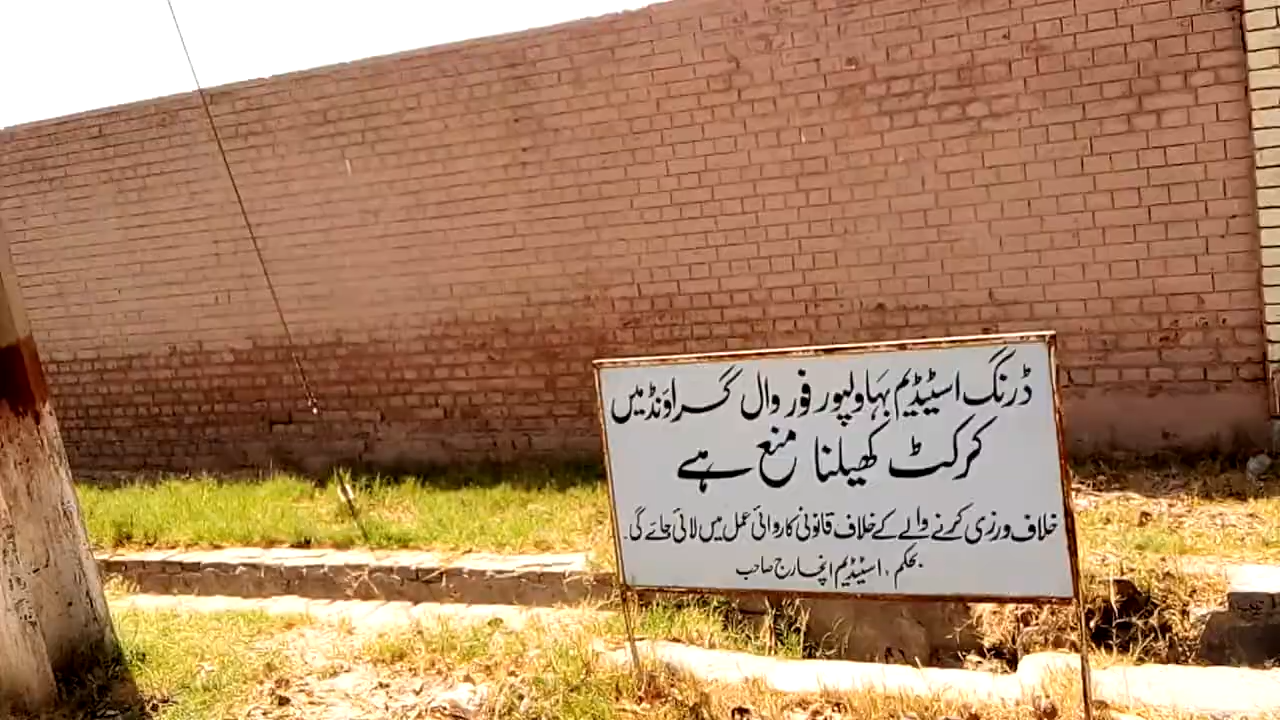 ڈرنگ اسٹیڈیم بہاولپور فور وال گراؤنڈ میں
کرکٹ کھیلنا منع ہے
خلاف ورزی کرنے والے کے خلاف قانونی کاروائی عمل میں لائی جائے گی۔
بحکم، اسٹیڈیم انچارج صاحب